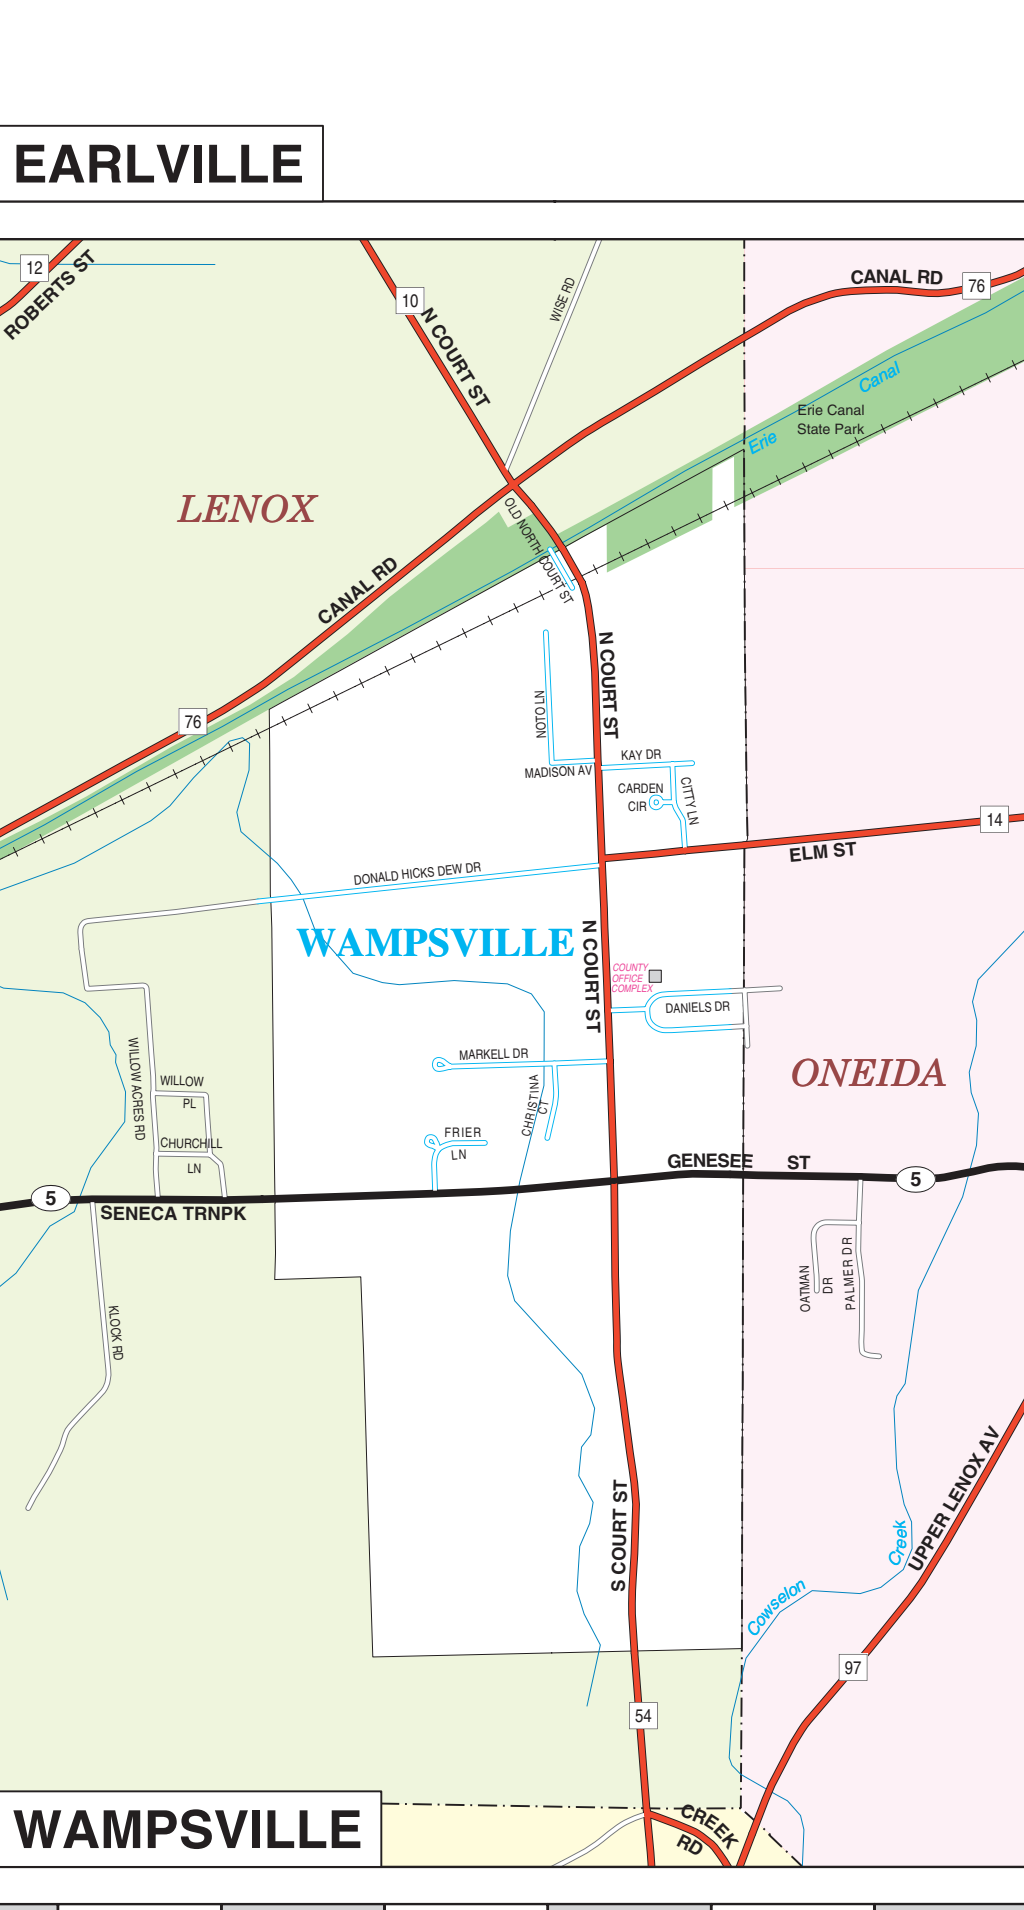 EARLVILLE
12
ROBERTS ST
10
N COURT ST
WISE RD
CANAL RD
76
Canal
Erie
Erie Canal
State Park
LENOX
OLD NORTH COURT ST
CANAL RD
76
N COURT ST
NOTO LN
MADISON AV
KAY DR
CARDEN
CIR
CITTY LN
14
ELM ST
DONALD HICKS DEW DR
WAMPSVILLE
N COURT ST
COUNTY
OFFICE
COMPLEX
DANIELS DR
MARKELL DR
CHRISTINA
CT
ONEIDA
WILLOW ACRES RD
WILLOW
PL
CHURCHILL
LN
FRIER
LN
GENESEE ST
5
5
SENECA TRNPK
OATMAN
DR
PALMER DR
KLOCK RD
S COURT ST
UPPER LENOX AV
Creek
Cowselon
97
54
CREEK
RD
WAMPSVILLE